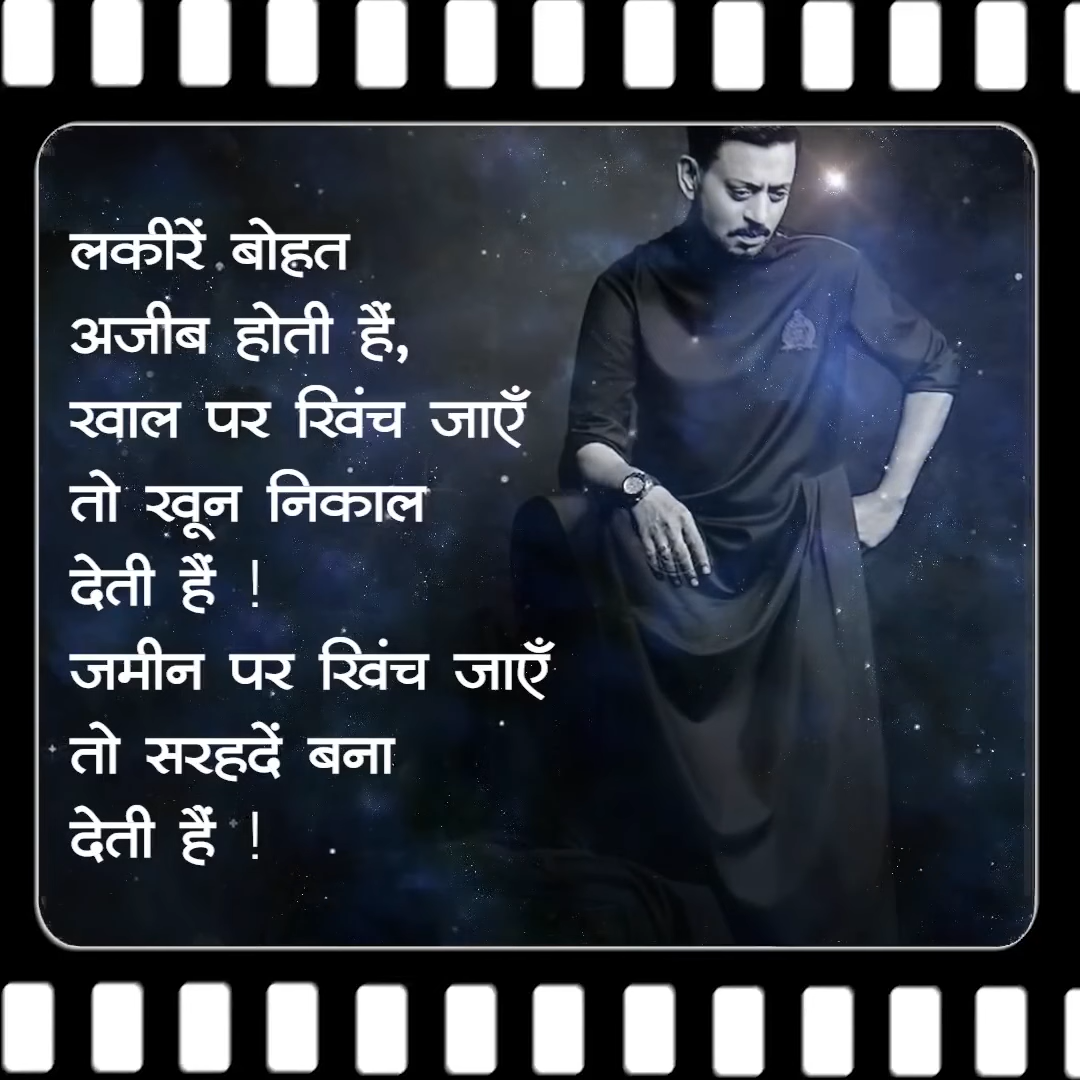 लकीरें बोहत
अजीब होती हैं,
खाल पर खिंच जाएँ
तो खून निकाल
देती हैं !
जमीन पर खिंच जाएँ
तो सरहदें बना
देती हैं !